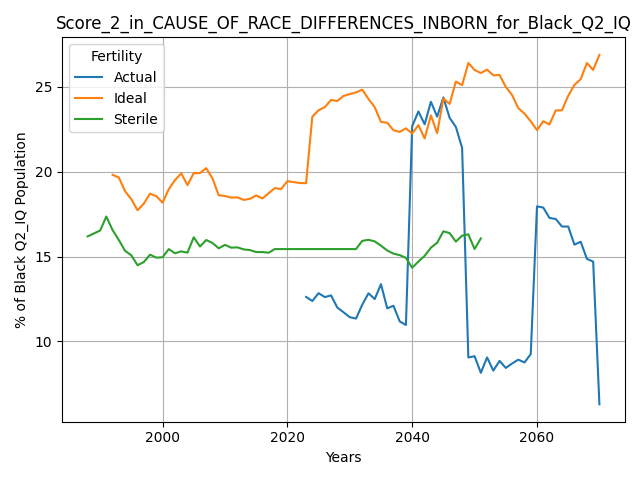 Score_2_in_CAUSE_OF_RACE_DIFFERENCES_INBORN_for_Black_Q2_IQ
Fertility
Actual
Ideal
Sterile
25
20
15
10
% of Black Q2_IQ Population
2000
2020
2040
2060
Years